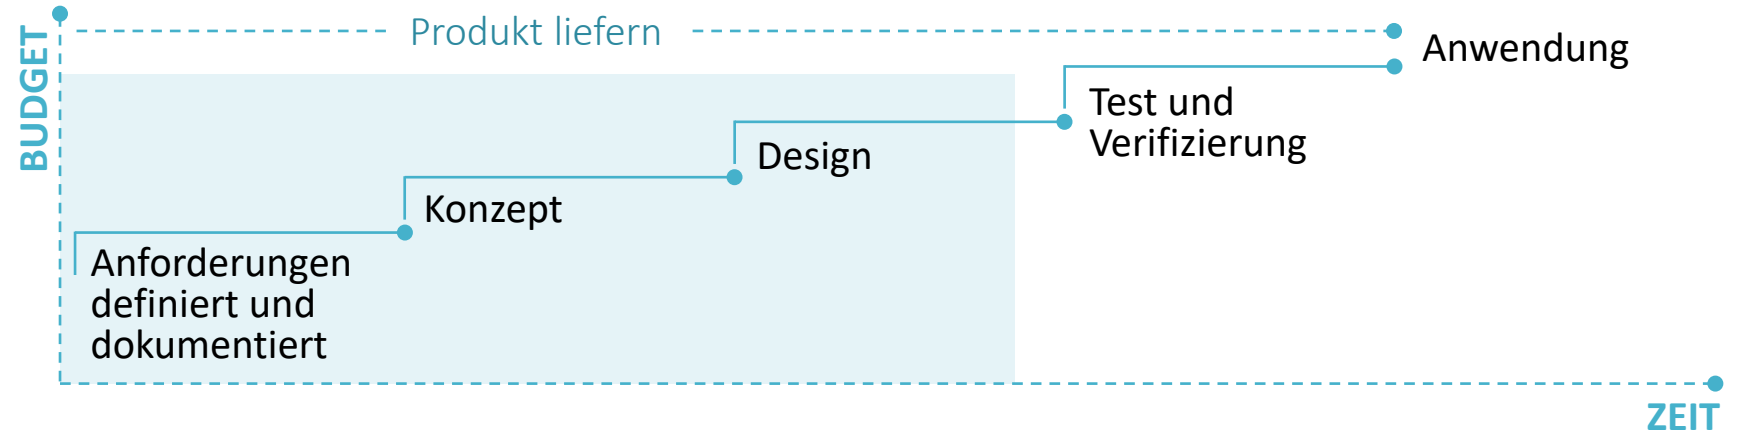 BUDGET
Produkt liefern
Anwendung
Test und
Verifizierung
Design
Konzept
Anforderungen
definiert und
dokumentiert
ZEIT